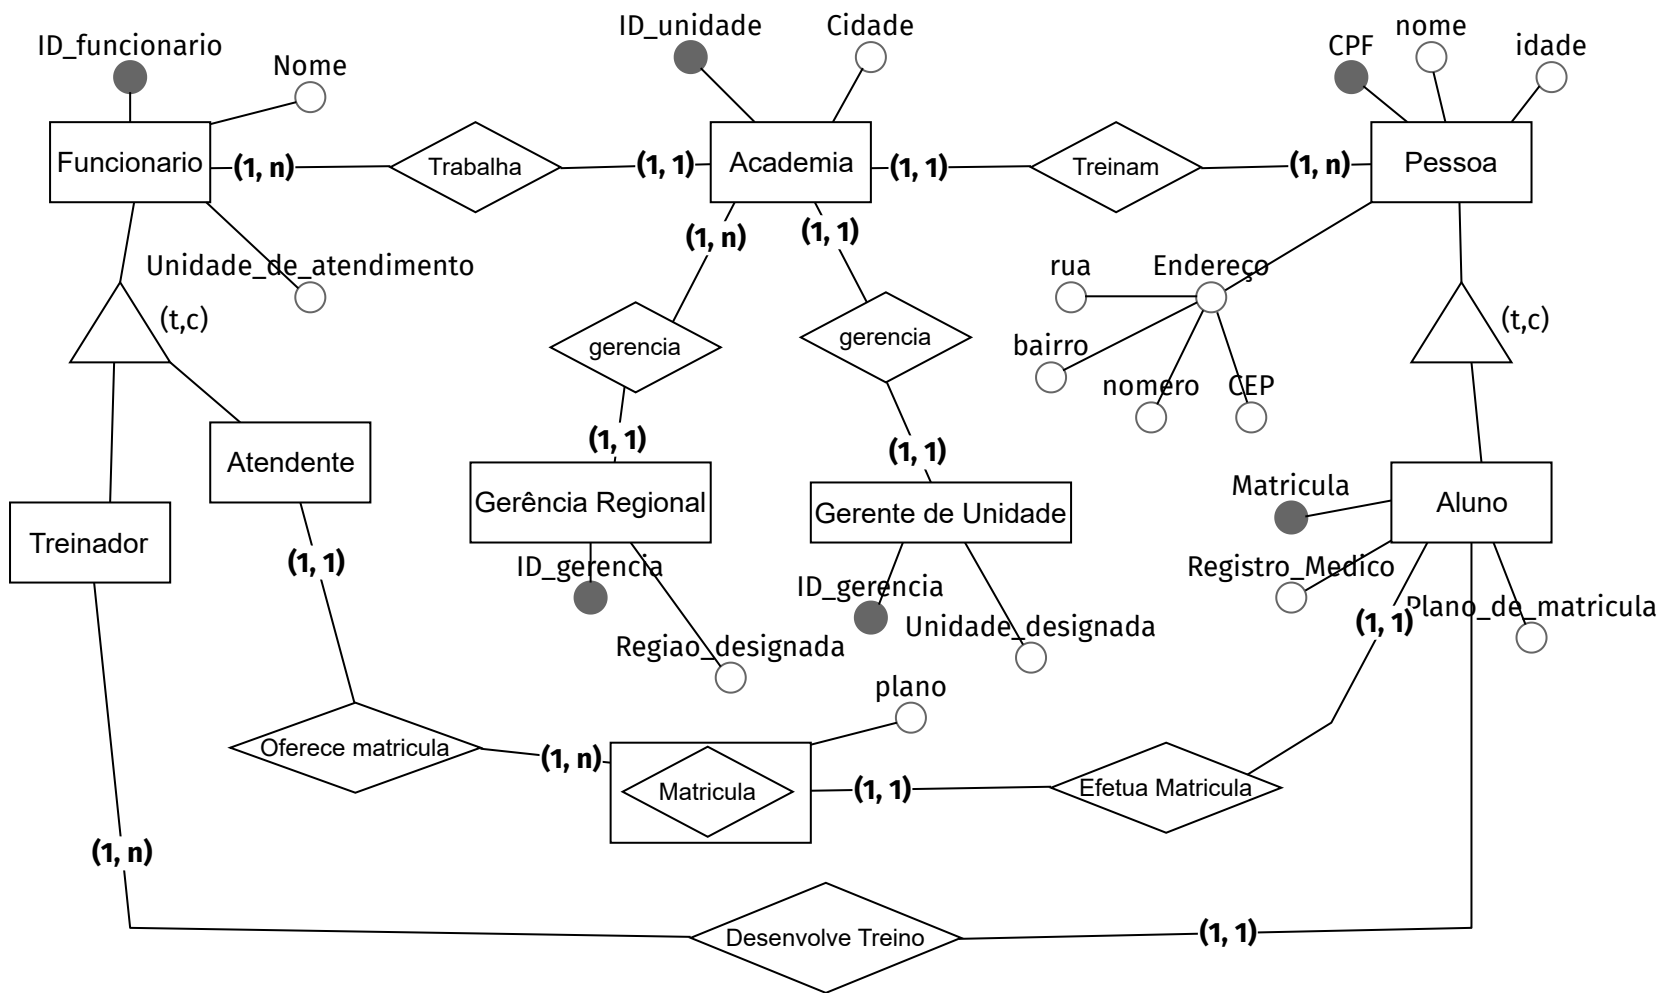 ID_unidade
Cidade
nome
ID_funcionario
CPF
idade
Nome
Funcionario
(1, n)
Trabalha
(1, 1)
Academia
(1, 1)
Treinam
(1, n)
Pessoa
(1, n)
(1, 1)
Unidade_de_atendimento
rua
Endereço
(t,c)
(t,c)
gerencia
gerencia
bairro
nomero
CEP
(1, 1)
(1, 1)
Atendente
Gerência Regional
Gerente de Unidade
Matricula
Aluno
Treinador
(1, 1)
ID_gerencia
ID_gerencia
Registro_Medico
Plano_de_matricula
(1, 1)
Unidade_designada
Regiao_designada
plano
Oferece matricula
(1, n)
Matricula
(1, 1)
Efetua Matricula
(1, n)
Desenvolve Treino
(1, 1)